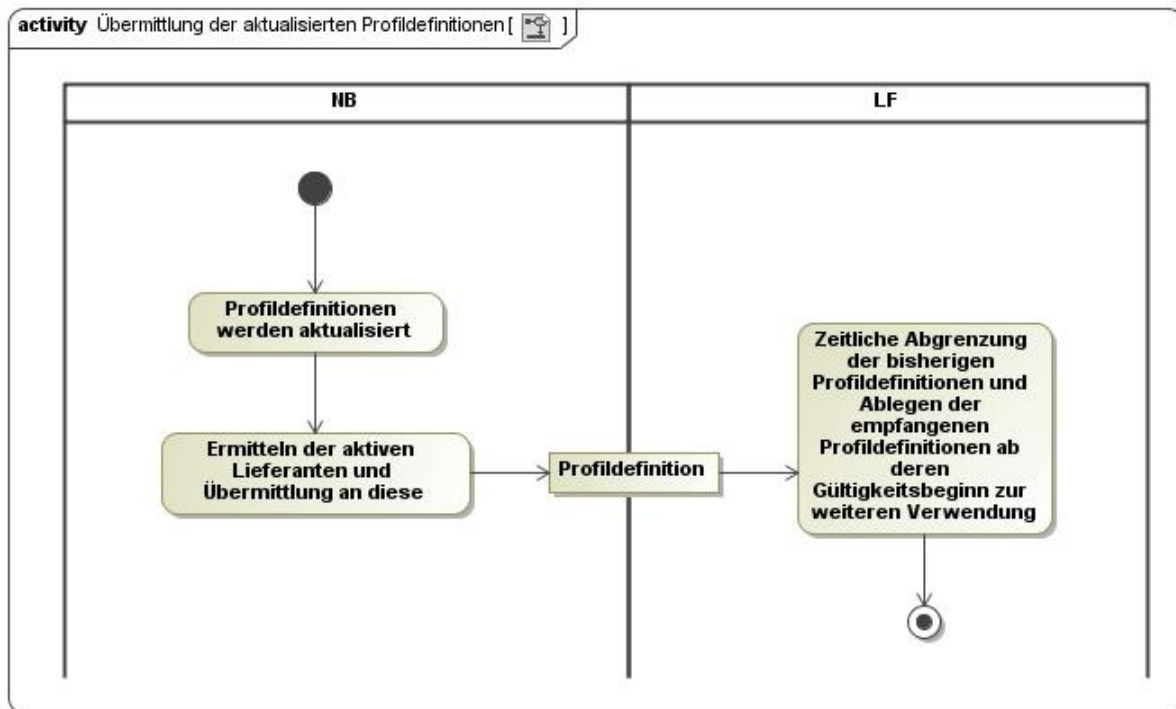 activity Übermittlung der aktualisierten Profildefinitionen [ ]
NB
LF
Profildefinitionen
werden aktualisiert
Ermitteln der aktiven
Lieferanten und
Übermittlung an diese
Profildefinition
Zeitliche Abgrenzung
der bisherigen
Profildefinitionen und
Ablegen der
empfangenen
Profildefinitionen ab
deren
Gültigkeitsbeginn zur
weiteren Verwendung